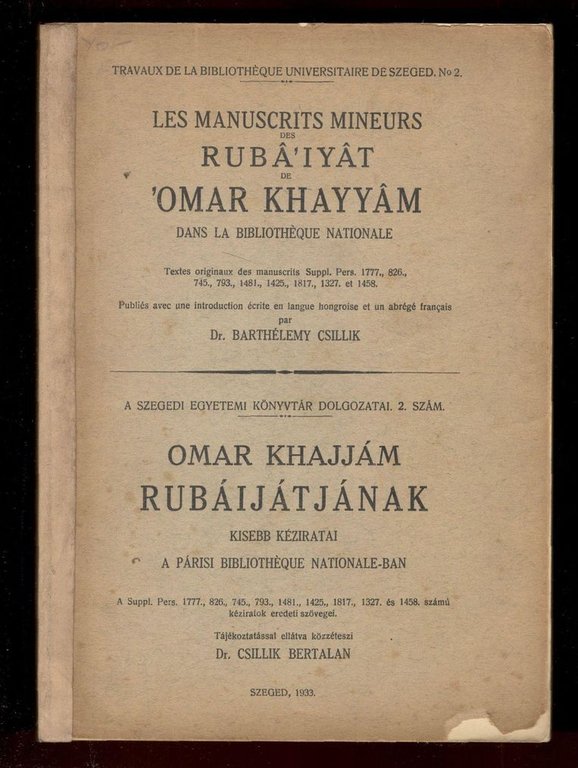 TRAVAUX DE LA BIBLIOTHÈQUE UNIVERSITAIRE DE SZEGED. No 2.
LES MANUSCRITS MINEURS
DES
RUBÂ'IYÂT
DE
'OMAR KHAYYÂM
DANS LA BIBLIOTHÈQUE NATIONALE
Textes originaux des manuscrits Suppl. Pers. 1777., 826.,
745., 793., 1481., 1425., 1817., 1327. et 1458.
Publiés avec une introduction écrite en langue hongroise et un abrégé français
par
Dr. BARTHÉLEMY CSILLIK
A SZEGEDI EGYETEMI KÖNYVTÁR DOLGOZATAI. 2. SZÁM.
OMAR KHAJJÁM
RUBÁIJÁTJÁNAK
KISEBB KÉZIRATAI
A PÁRISI BIBLIOTHÈQUE NATIONALE-BAN
A Suppl. Pers. 1777., 826., 745., 793., 1481., 1425., 1817., 1327. és 1458. számú
kéziratok eredeti szövegei.
Tájékoztatással ellátva közzéteszi
Dr. CSILLIK BERTALAN
SZEGED, 1933.